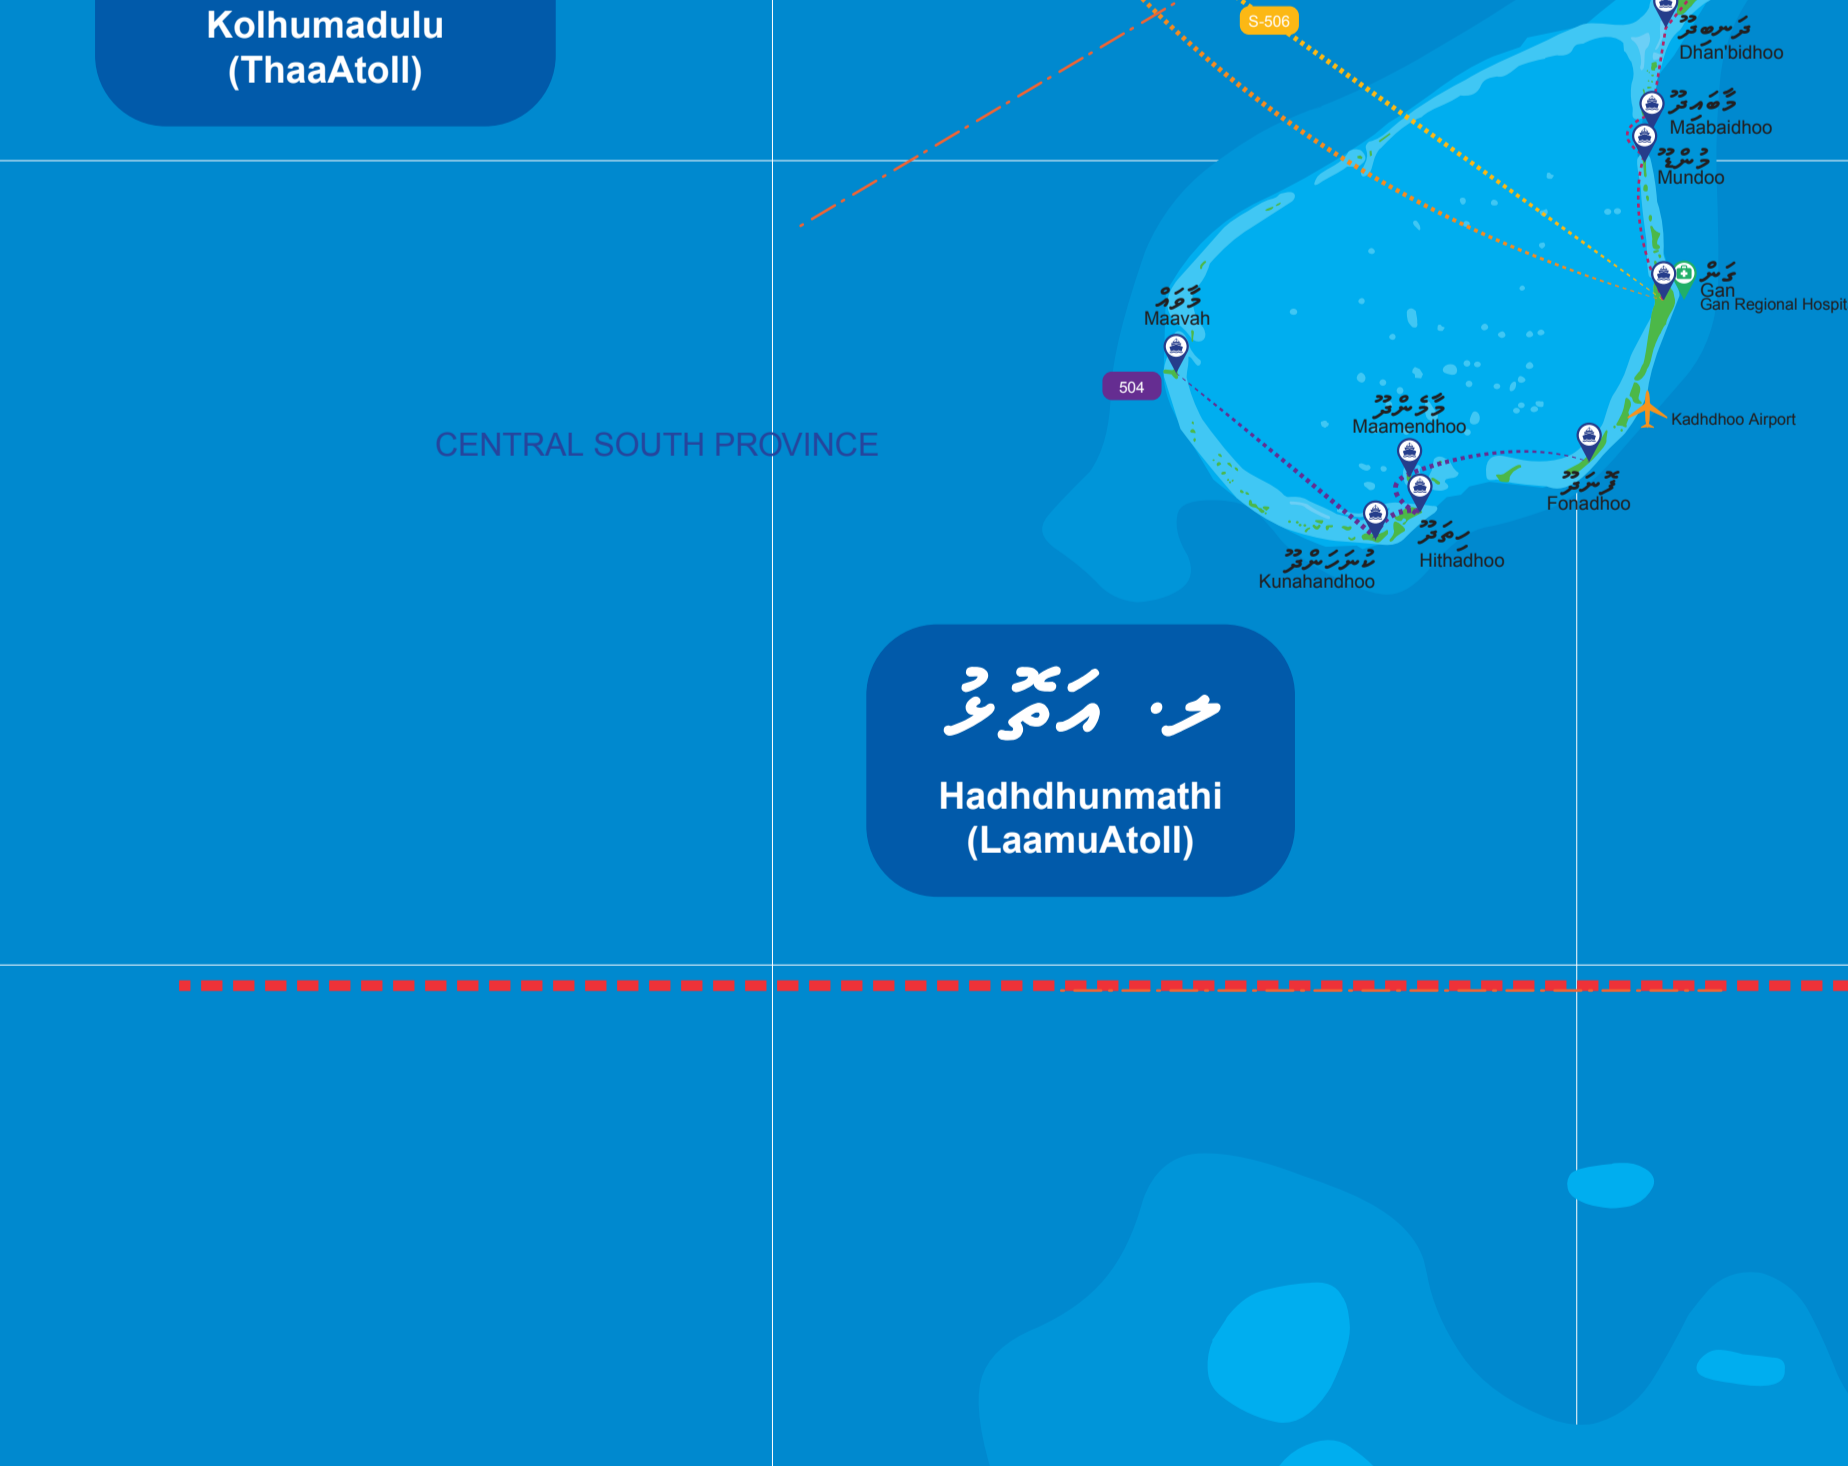 Kolhumadulu
(ThaaAtoll)
S-506
ދަނބިދޫ
Dhan'bidhoo
މާބައިދޫ
Maabaidhoo
މުންޑޫ
Mundoo
ގަން
Gan
Gan Regional Hospit
މާވައް
Maavah
504
މާމެންދޫ
Maamendhoo
Kadhdhoo Airport
CENTRAL SOUTH PROVINCE
ފޮނަދޫ
Fonadhoo
ހިތަދޫ
Hithadhoo
ކުނަހަންދޫ
Kunahandhoo
ލ. އަތޮޅު
Hadhdhunmathi
(LaamuAtoll)